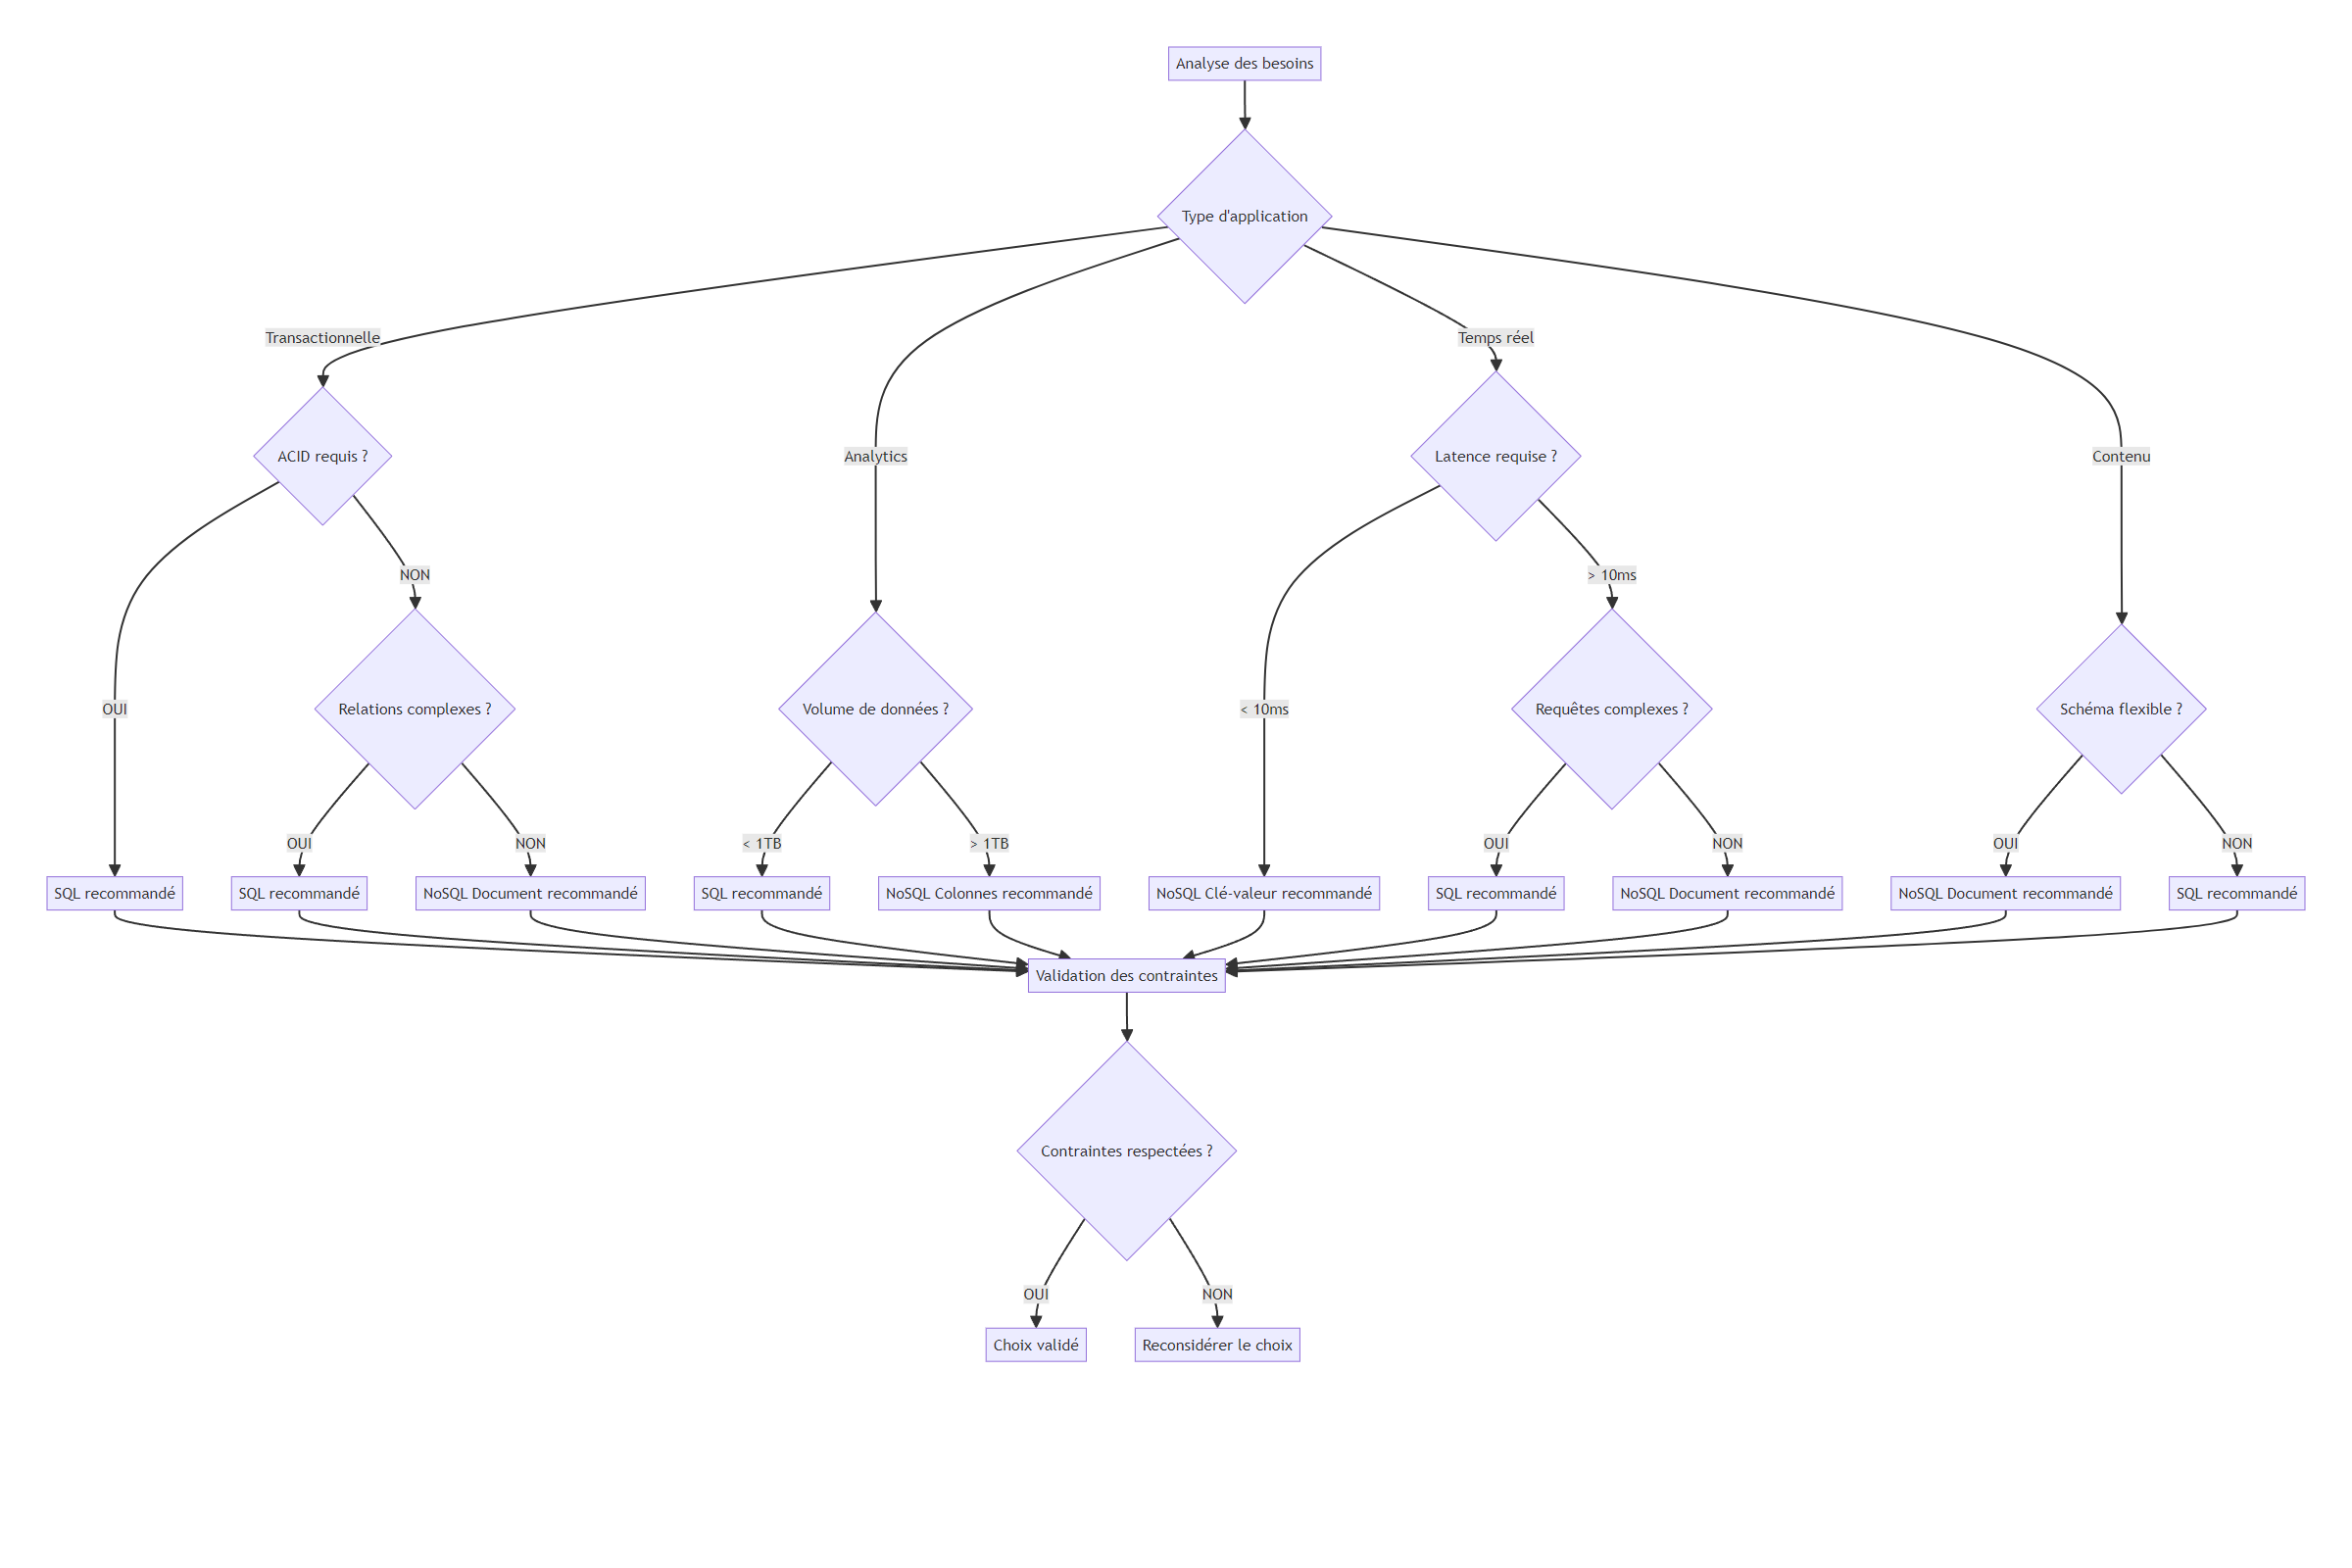 Analyse des besoins
Type d'application
Transactionnelle
Temps réel
ACID requis ?
Analytics
Latence requise ?
Contenu
NON
> 10ms
OUI
Relations complexes ?
Volume de données ?
< 10ms
Requêtes complexes ?
Schéma flexible ?
OUI
NON
< 1TB
> 1TB
OUI
NON
OUI
NON
SQL recommandé
SQL recommandé
NoSQL Document recommandé
SQL recommandé
NoSQL Colonnes recommandé
NoSQL Clé-valeur recommandé
SQL recommandé
NoSQL Document recommandé
NoSQL Document recommandé
SQL recommandé
Validation des contraintes
Contraintes respectées ?
OUI
NON
Choix validé
Reconsidérer le choix